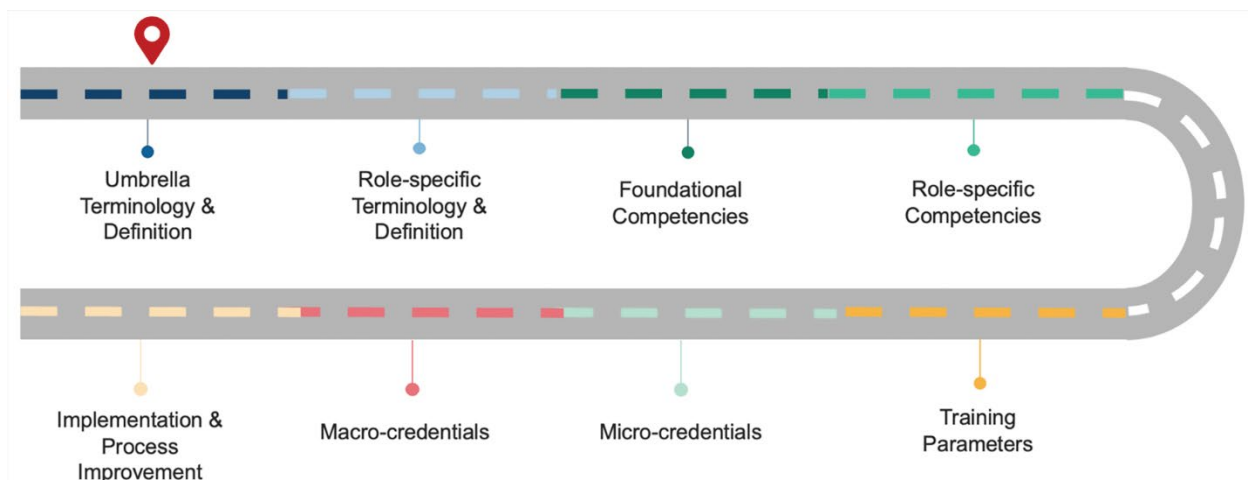 Umbrella
Terminology &
Definition
Role-specific
Terminology &
Definition
Foundational
Competencies
Role-specific
Competencies
Implementation &
Process
Improvement
Macro-credentials
Micro-credentials
Training
Parameters